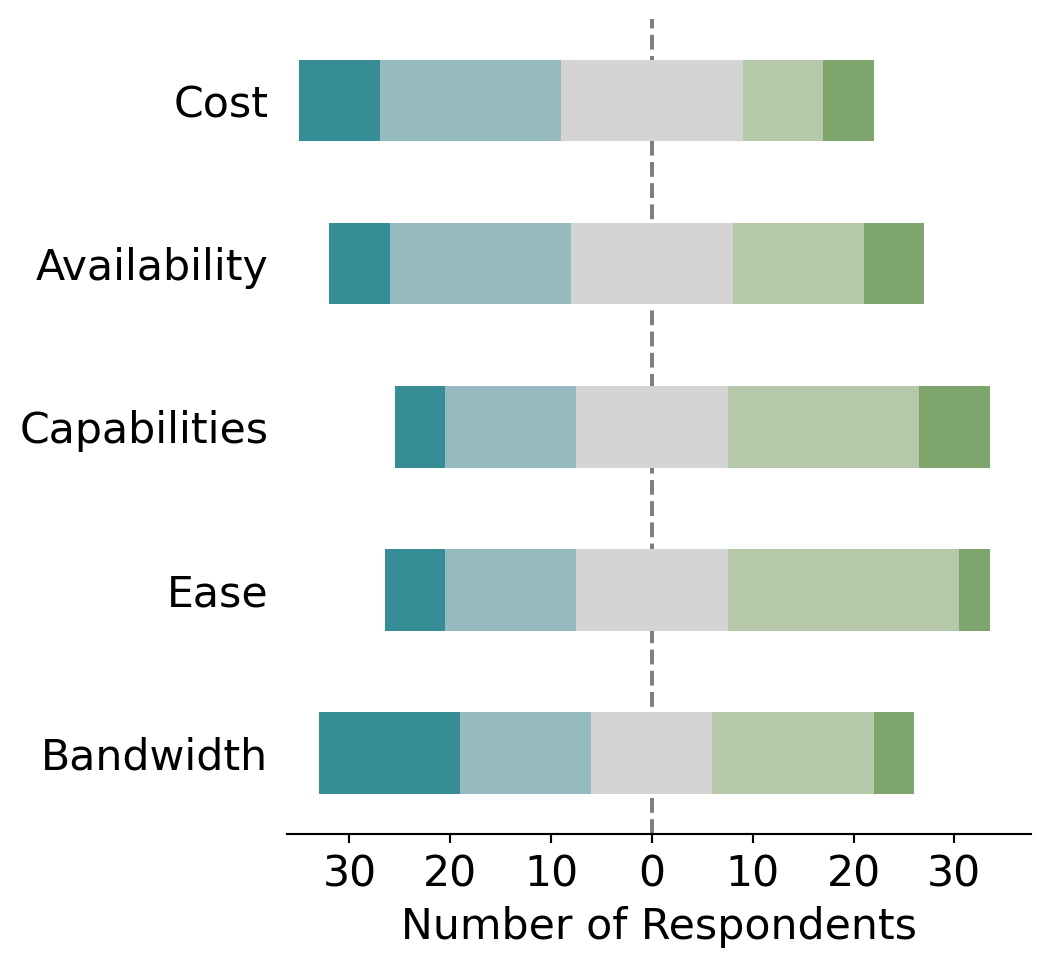 Cost
Availability
Capabilities
Ease
Bandwidth
30 20 10 0 10 20 30
Number of Respondents